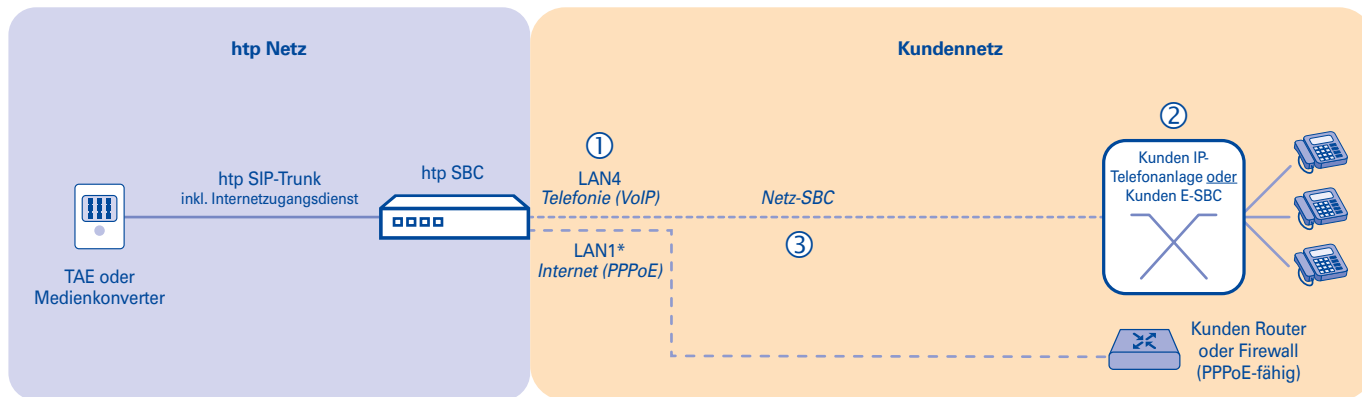 htp Netz
Kundennetz
htp SIP-Trunk
inkl. Internetzugangsdienst
htp SBC
TAE oder
Medienkonverter
①
LAN4
Telefonie (VoIP)
LAN1*
Internet (PPPoE)
Netz-SBC
③
②
Kunden IP-
Telefonanlage oder
Kunden E-SBC
Kunden Router
oder Firewall
(PPPoE-fähig)